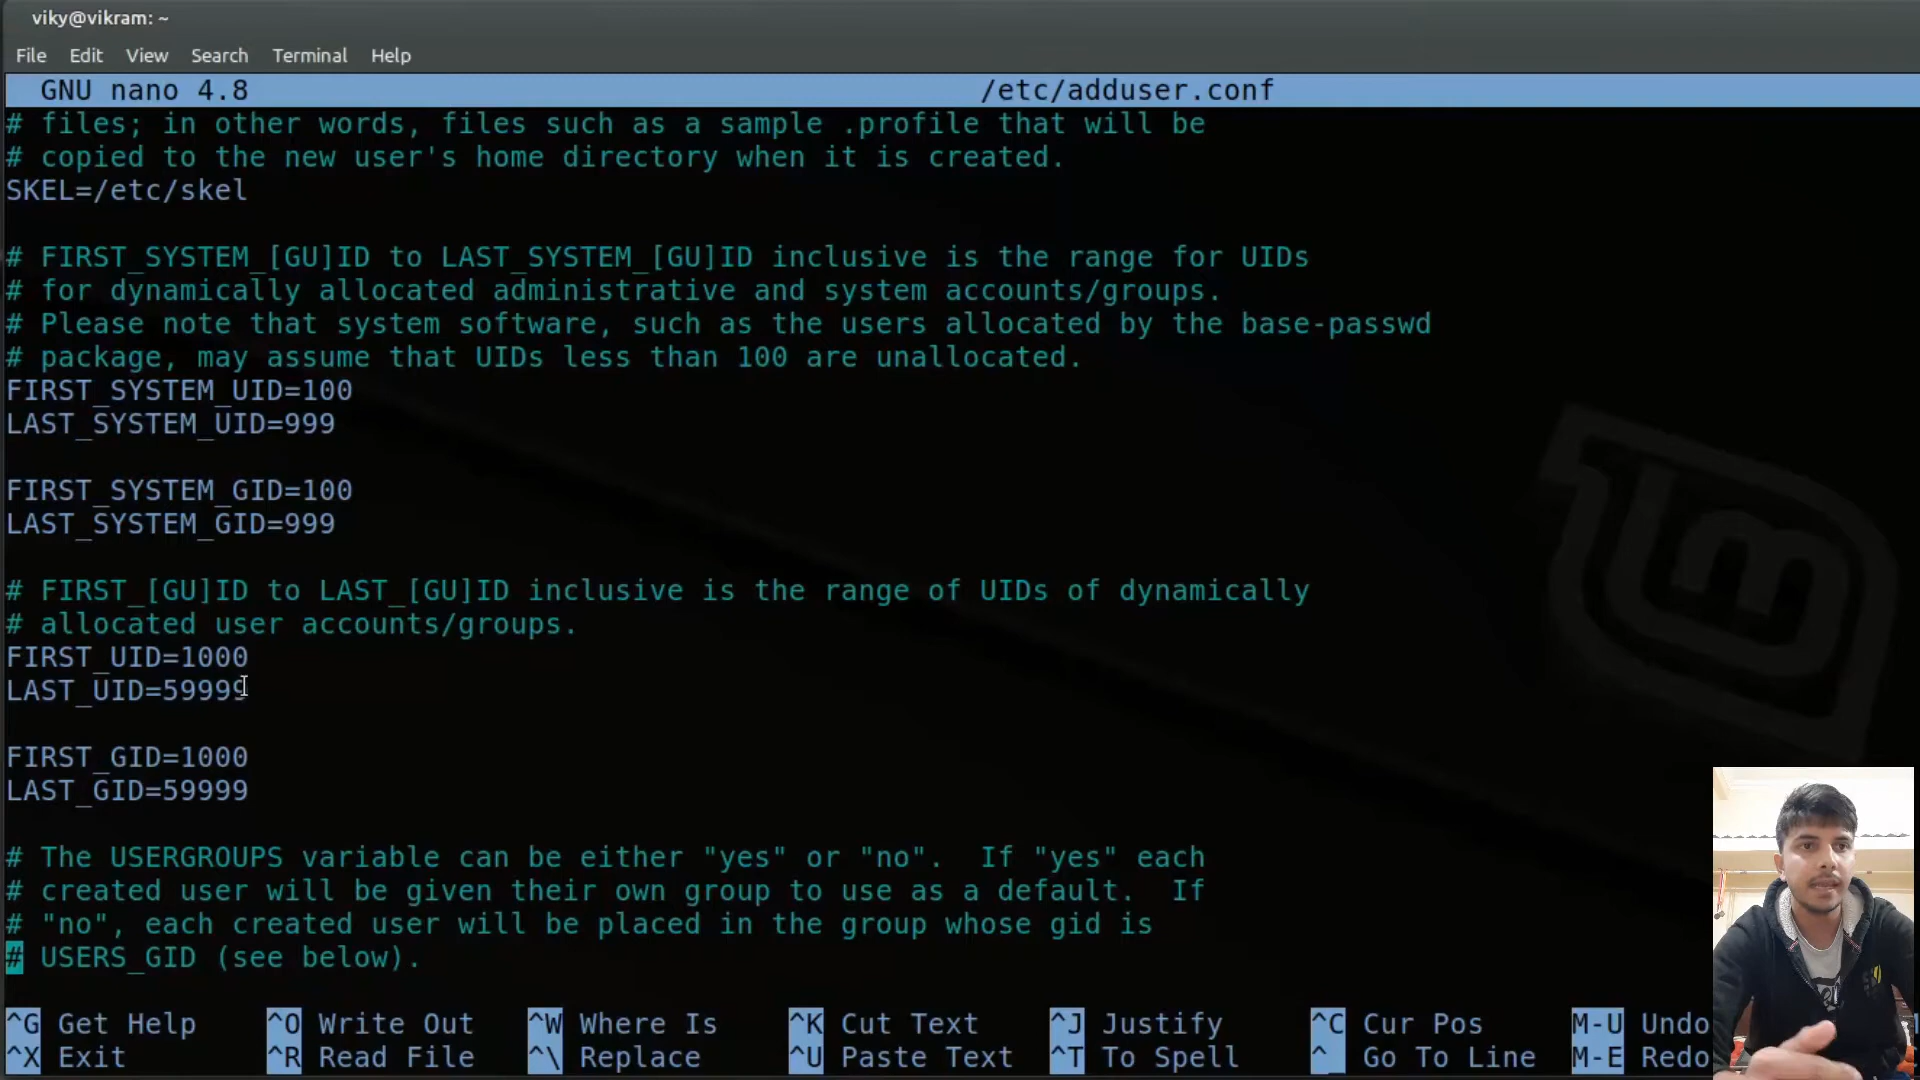 viky@vikram: ~
File Edit View Search Terminal Help
GNU nano 4.8 /etc/adduser.conf
# files; in other words, files such as a sample .profile that will be
# copied to the new user's home directory when it is created.
SKEL=/etc/skel
# FIRST_SYSTEM_[GU]ID to LAST_SYSTEM_[GU]ID inclusive is the range for UIDs
# for dynamically allocated administrative and system accounts/groups.
# Please note that system software, such as the users allocated by the base-passwd
# package, may assume that UIDs less than 100 are unallocated.
FIRST_SYSTEM_UID=100
LAST_SYSTEM_UID=999
FIRST_SYSTEM_GID=100
LAST_SYSTEM_GID=999
# FIRST_[GU]ID to LAST_[GU]ID inclusive is the range of UIDs of dynamically
# allocated user accounts/groups.
FIRST_UID=1000
LAST_UID=59999
FIRST_GID=1000
LAST_GID=59999
# The USERGROUPS variable can be either "yes" or "no".  If "yes" each
# created user will be given their own group to use as a default.  If
# "no", each created user will be placed in the group whose gid is
# USERS_GID (see below).
^G Get Help ^O Write Out ^W Where Is ^K Cut Text ^J Justify ^C Cur Pos M-U Undo
^X Exit ^R Read File ^\ Replace ^U Paste Text ^T To Spell ^_ Go To Line M-E Redo